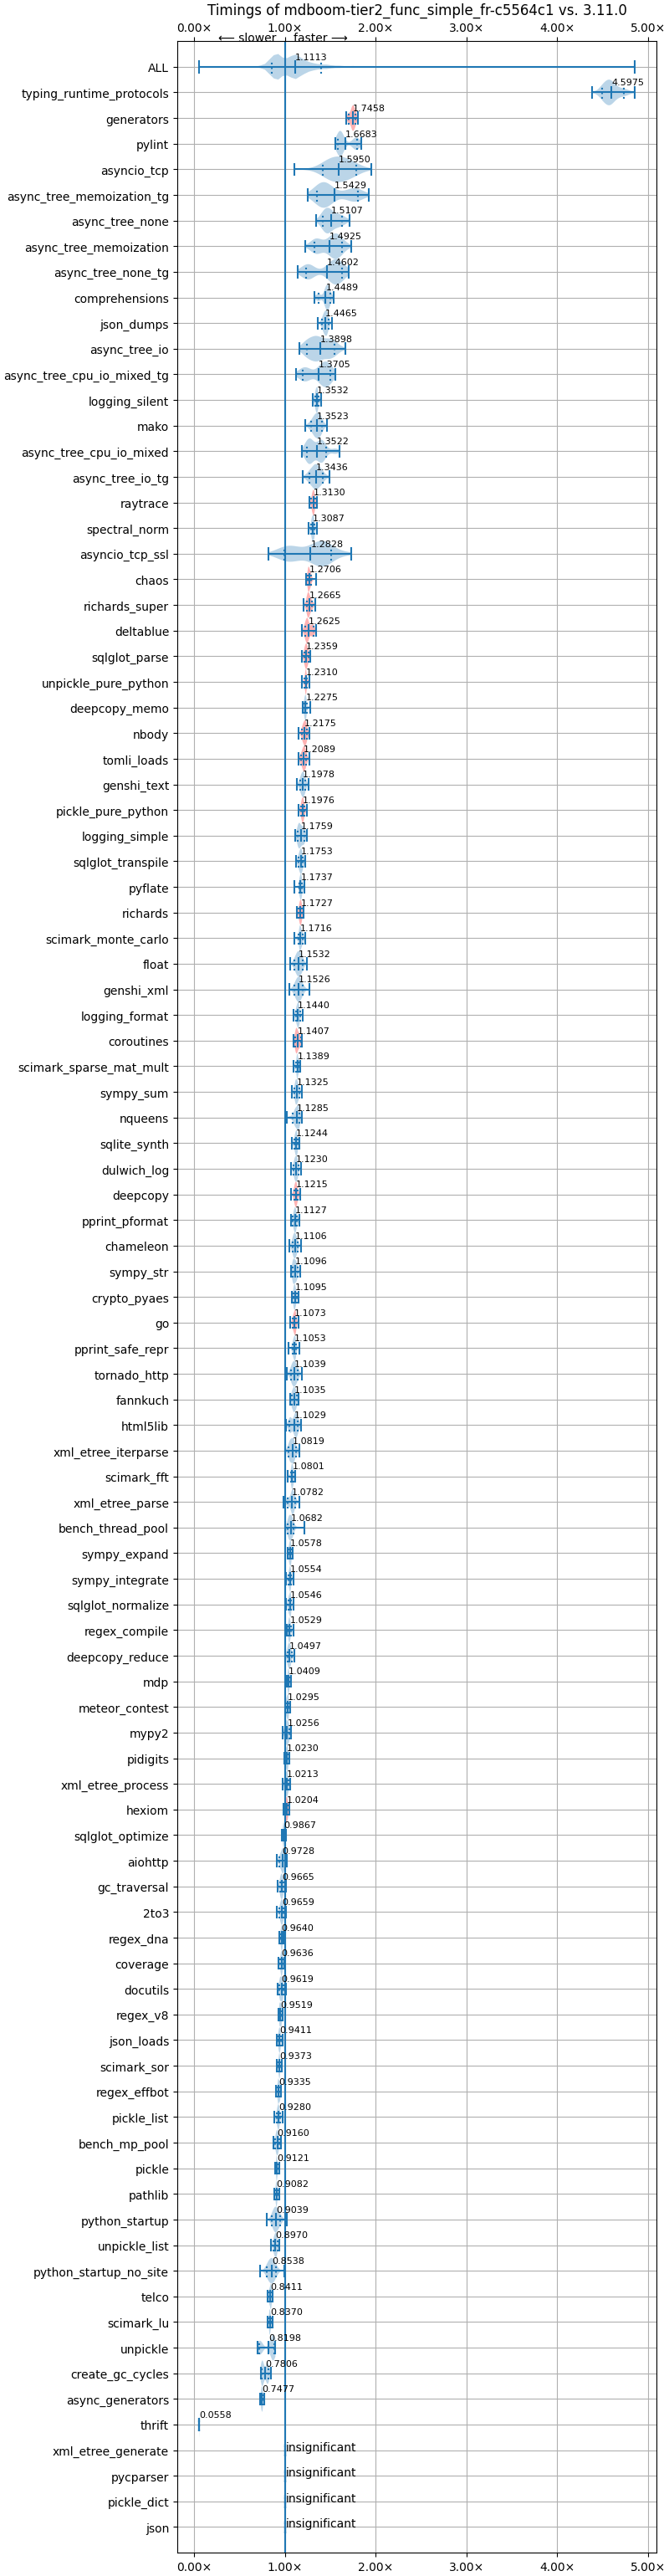 Timings of mdboom-tier2_func_simple_fr-c5564c1 vs. 3.11.0
0.00× 1.00× 2.00× 3.00× 4.00× 5.00×
⟵ slower faster ⟶
ALL 1.1113
typing_runtime_protocols 4.5975
generators 1.7458
pylint 1.6683
asyncio_tcp 1.5950
async_tree_memoization_tg 1.5429
async_tree_none 1.5107
async_tree_memoization 1.4925
async_tree_none_tg 1.4602
comprehensions 1.4489
json_dumps 1.4465
async_tree_io 1.3898
async_tree_cpu_io_mixed_tg 1.3705
logging_silent 1.3532
mako 1.3523
async_tree_cpu_io_mixed 1.3522
async_tree_io_tg 1.3436
raytrace 1.3130
spectral_norm 1.3087
asyncio_tcp_ssl 1.2828
chaos 1.2706
richards_super 1.2665
deltablue 1.2625
sqlglot_parse 1.2359
unpickle_pure_python 1.2310
deepcopy_memo 1.2275
nbody 1.2175
tomli_loads 1.2089
genshi_text 1.1978
pickle_pure_python 1.1976
logging_simple 1.1759
sqlglot_transpile 1.1753
pyflate 1.1737
richards 1.1727
scimark_monte_carlo 1.1716
float 1.1532
genshi_xml 1.1526
logging_format 1.1440
coroutines 1.1407
scimark_sparse_mat_mult 1.1389
sympy_sum 1.1325
nqueens 1.1285
sqlite_synth 1.1244
dulwich_log 1.1230
deepcopy 1.1215
pprint_pformat 1.1127
chameleon 1.1106
sympy_str 1.1096
crypto_pyaes 1.1095
go 1.1073
pprint_safe_repr 1.1053
tornado_http 1.1039
fannkuch 1.1035
html5lib 1.1029
xml_etree_iterparse 1.0819
scimark_fft 1.0801
xml_etree_parse 1.0782
bench_thread_pool 1.0682
sympy_expand 1.0578
sympy_integrate 1.0554
sqlglot_normalize 1.0546
regex_compile 1.0529
deepcopy_reduce 1.0497
mdp 1.0409
meteor_contest 1.0295
mypy2 1.0256
pidigits 1.0230
xml_etree_process 1.0213
hexiom 1.0204
sqlglot_optimize 0.9867
aiohttp 0.9728
gc_traversal 0.9665
2to3 0.9659
regex_dna 0.9640
coverage 0.9636
docutils 0.9619
regex_v8 0.9519
json_loads 0.9411
scimark_sor 0.9373
regex_effbot 0.9335
pickle_list 0.9280
bench_mp_pool 0.9160
pickle 0.9121
pathlib 0.9082
python_startup 0.9039
unpickle_list 0.8970
python_startup_no_site 0.8538
telco 0.8411
scimark_lu 0.8370
unpickle 0.8198
create_gc_cycles 0.7806
async_generators 0.7477
thrift 0.0558
xml_etree_generate insignificant
pycparser insignificant
pickle_dict insignificant
json insignificant
0.00× 1.00× 2.00× 3.00× 4.00× 5.00×